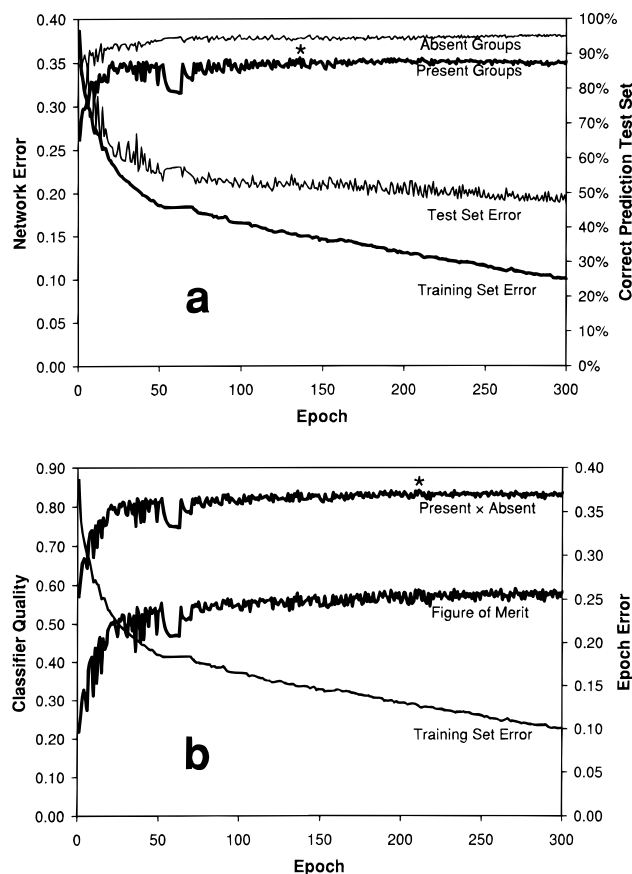 0.40
0.35
0.30
0.25
0.20
0.15
0.10
0.05
0.00
Network Error
100%
90%
80%
70%
60%
50%
40%
30%
20%
10%
0%
Correct Prediction Test Set
*
Absent Groups
Present Groups
Test Set Error
Training Set Error
a
0 50 100 150 200 250 300
Epoch
0.90
0.80
0.70
0.60
0.50
0.40
0.30
0.20
0.10
0.00
Classifier Quality
0.40
0.35
0.30
0.25
0.20
0.15
0.10
0.05
0.00
Epoch Error
*
Present × Absent
Figure of Merit
Training Set Error
b
0 50 100 150 200 250 300
Epoch